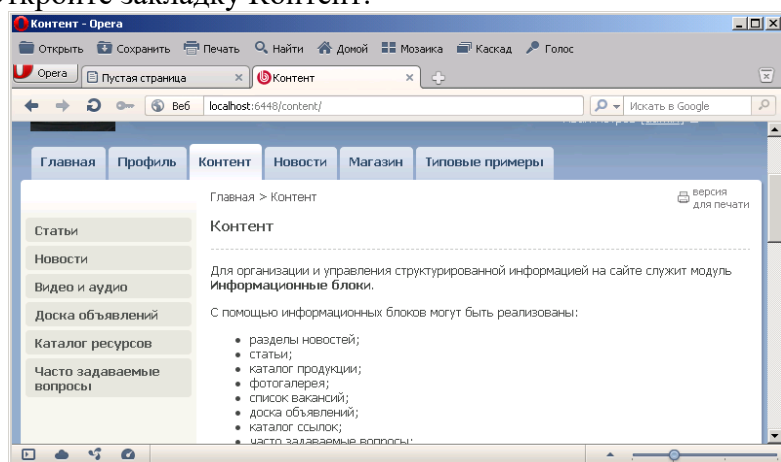 Откройте закладку Контент.
Контент - Opera
Открыть Сохранить Печать Найти Домой Мозаика Каскад Голос
Opera Пустая страница Контент
Веб localhost:6448/content/ Искать в Google
Главная Профиль Контент Новости Магазин Типовые примеры
Главная > Контент
версия
для печати
Статьи
Новости
Видео и аудио
Доска объявлений
Каталог ресурсов
Часто задаваемые
вопросы
Контент
Для организации и управления структурированной информацией на сайте служит модуль
Информационные блоки.
С помощью информационных блоков могут быть реализованы:
разделы новостей;
статьи;
каталог продукции;
фотогалерея;
список вакансий;
доска объявлений;
каталог ссылок;
часто задаваемые вопросы;